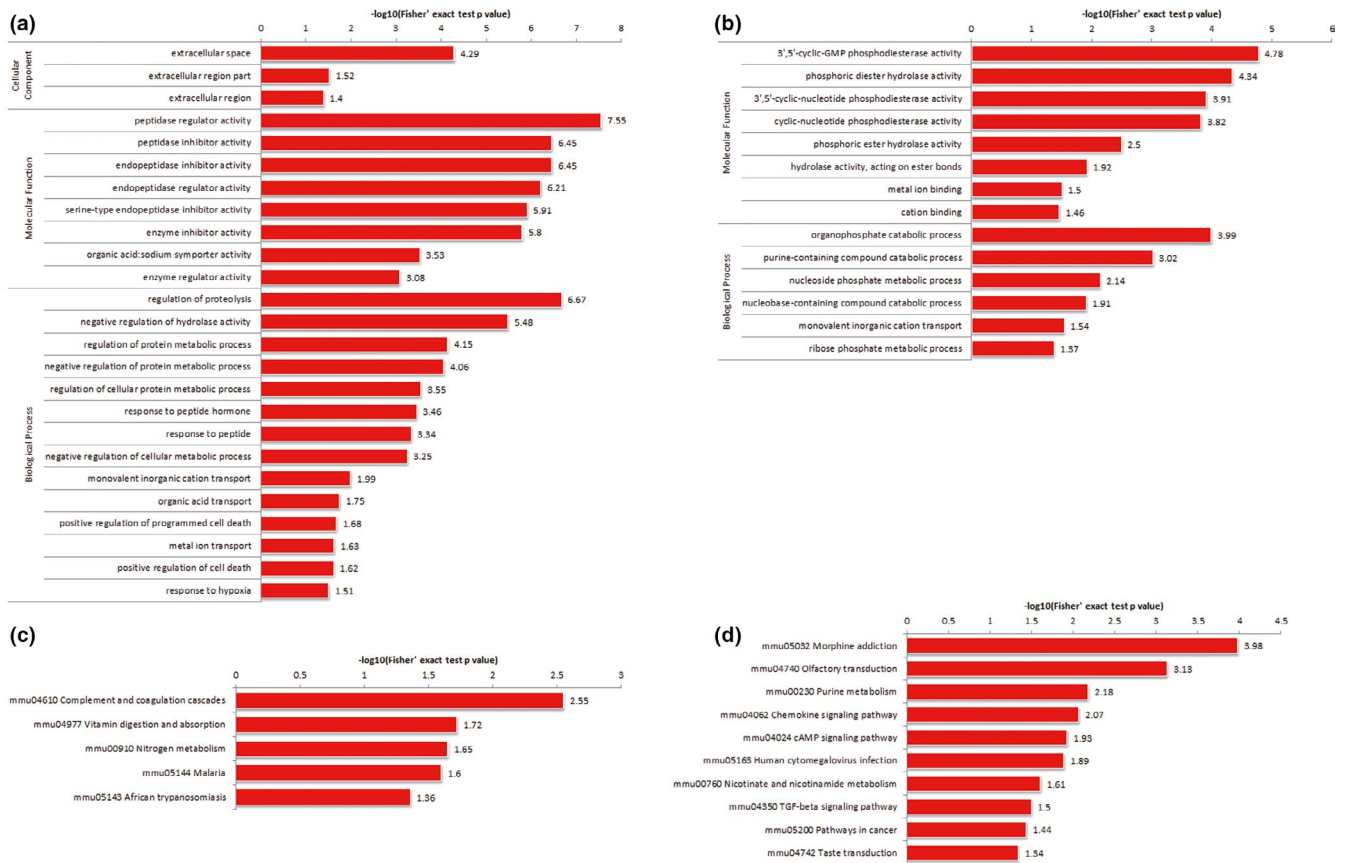 (a)
-log10(Fisher' exact test p value)
0 1 2 3 4 5 6 7 8
Cellular Component
extracellular space 4.29
extracellular region part 1.52
extracellular region 1.4
Molecular Function
peptidase regulator activity 7.55
peptidase inhibitor activity 6.45
endopeptidase inhibitor activity 6.45
endopeptidase regulator activity 6.21
serine-type endopeptidase inhibitor activity 5.91
enzyme inhibitor activity 5.8
organic acid:sodium symporter activity 3.53
enzyme regulator activity 3.08
Biological Process
regulation of proteolysis 6.67
negative regulation of hydrolase activity 5.48
regulation of protein metabolic process 4.15
negative regulation of protein metabolic process 4.06
regulation of cellular protein metabolic process 3.55
response to peptide hormone 3.46
response to peptide 3.34
negative regulation of cellular metabolic process 3.25
monovalent inorganic cation transport 1.99
organic acid transport 1.75
positive regulation of programmed cell death 1.68
metal ion transport 1.63
positive regulation of cell death 1.62
response to hypoxia 1.51
(b)
-log10(Fisher' exact test p value)
0 1 2 3 4 5 6
Molecular Function
3',5'-cyclic-GMP phosphodiesterase activity 4.78
phosphoric diester hydrolase activity 4.34
3',5'-cyclic-nucleotide phosphodiesterase activity 3.91
cyclic-nucleotide phosphodiesterase activity 3.82
phosphoric ester hydrolase activity 2.5
hydrolase activity, acting on ester bonds 1.92
metal ion binding 1.5
cation binding 1.46
Biological Process
organophosphate catabolic process 3.99
purine-containing compound catabolic process 3.02
nucleoside phosphate metabolic process 2.14
nucleobase-containing compound catabolic process 1.91
monovalent inorganic cation transport 1.54
ribose phosphate metabolic process 1.37
(c)
-log10(Fisher' exact test p value)
0 0.5 1 1.5 2 2.5 3
mmu04610 Complement and coagulation cascades 2.55
mmu04977 Vitamin digestion and absorption 1.72
mmu00910 Nitrogen metabolism 1.65
mmu05144 Malaria 1.6
mmu05143 African trypanosomiasis 1.36
(d)
-log10(Fisher' exact test p value)
0 0.5 1 1.5 2 2.5 3 3.5 4 4.5
mmu05032 Morphine addiction 3.98
mmu04740 Olfactory transduction 3.13
mmu00230 Purine metabolism 2.18
mmu04062 Chemokine signaling pathway 2.07
mmu04024 cAMP signaling pathway 1.93
mmu05163 Human cytomegalovirus infection 1.89
mmu00760 Nicotinate and nicotinamide metabolism 1.61
mmu04350 TGF-beta signaling pathway 1.5
mmu05200 Pathways in cancer 1.44
mmu04742 Taste transduction 1.34